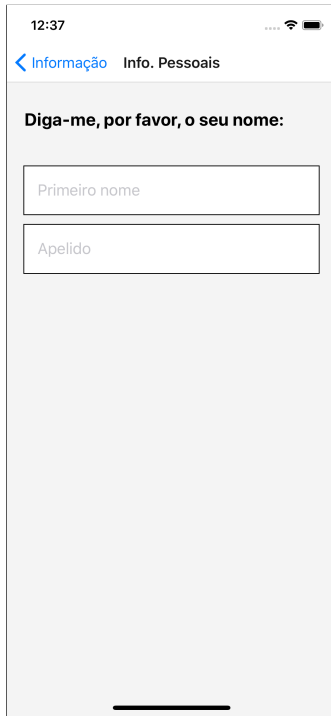 12:37
Informação Info. Pessoais
Diga-me, por favor, o seu nome:
Primeiro nome
Apelido